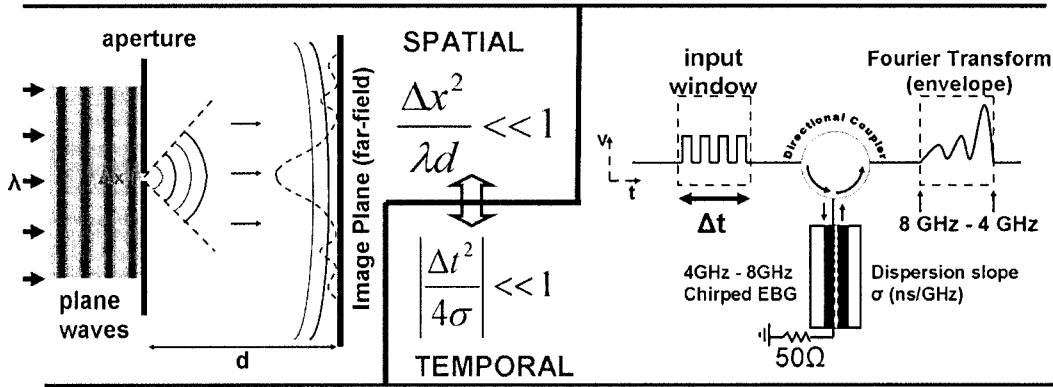 aperture
Δx
λ
plane
waves
d
Image Plane (far-field)
SPATIAL
Δx²
λd
<< 1
|Δt²
4σ| << 1
TEMPORAL
input
window
V
t
Δt
Directional Coupler
Fourier Transform
(envelope)
8 GHz - 4 GHz
4GHz - 8GHz
Chirped EBG
Dispersion slope
σ (ns/GHz)
50Ω